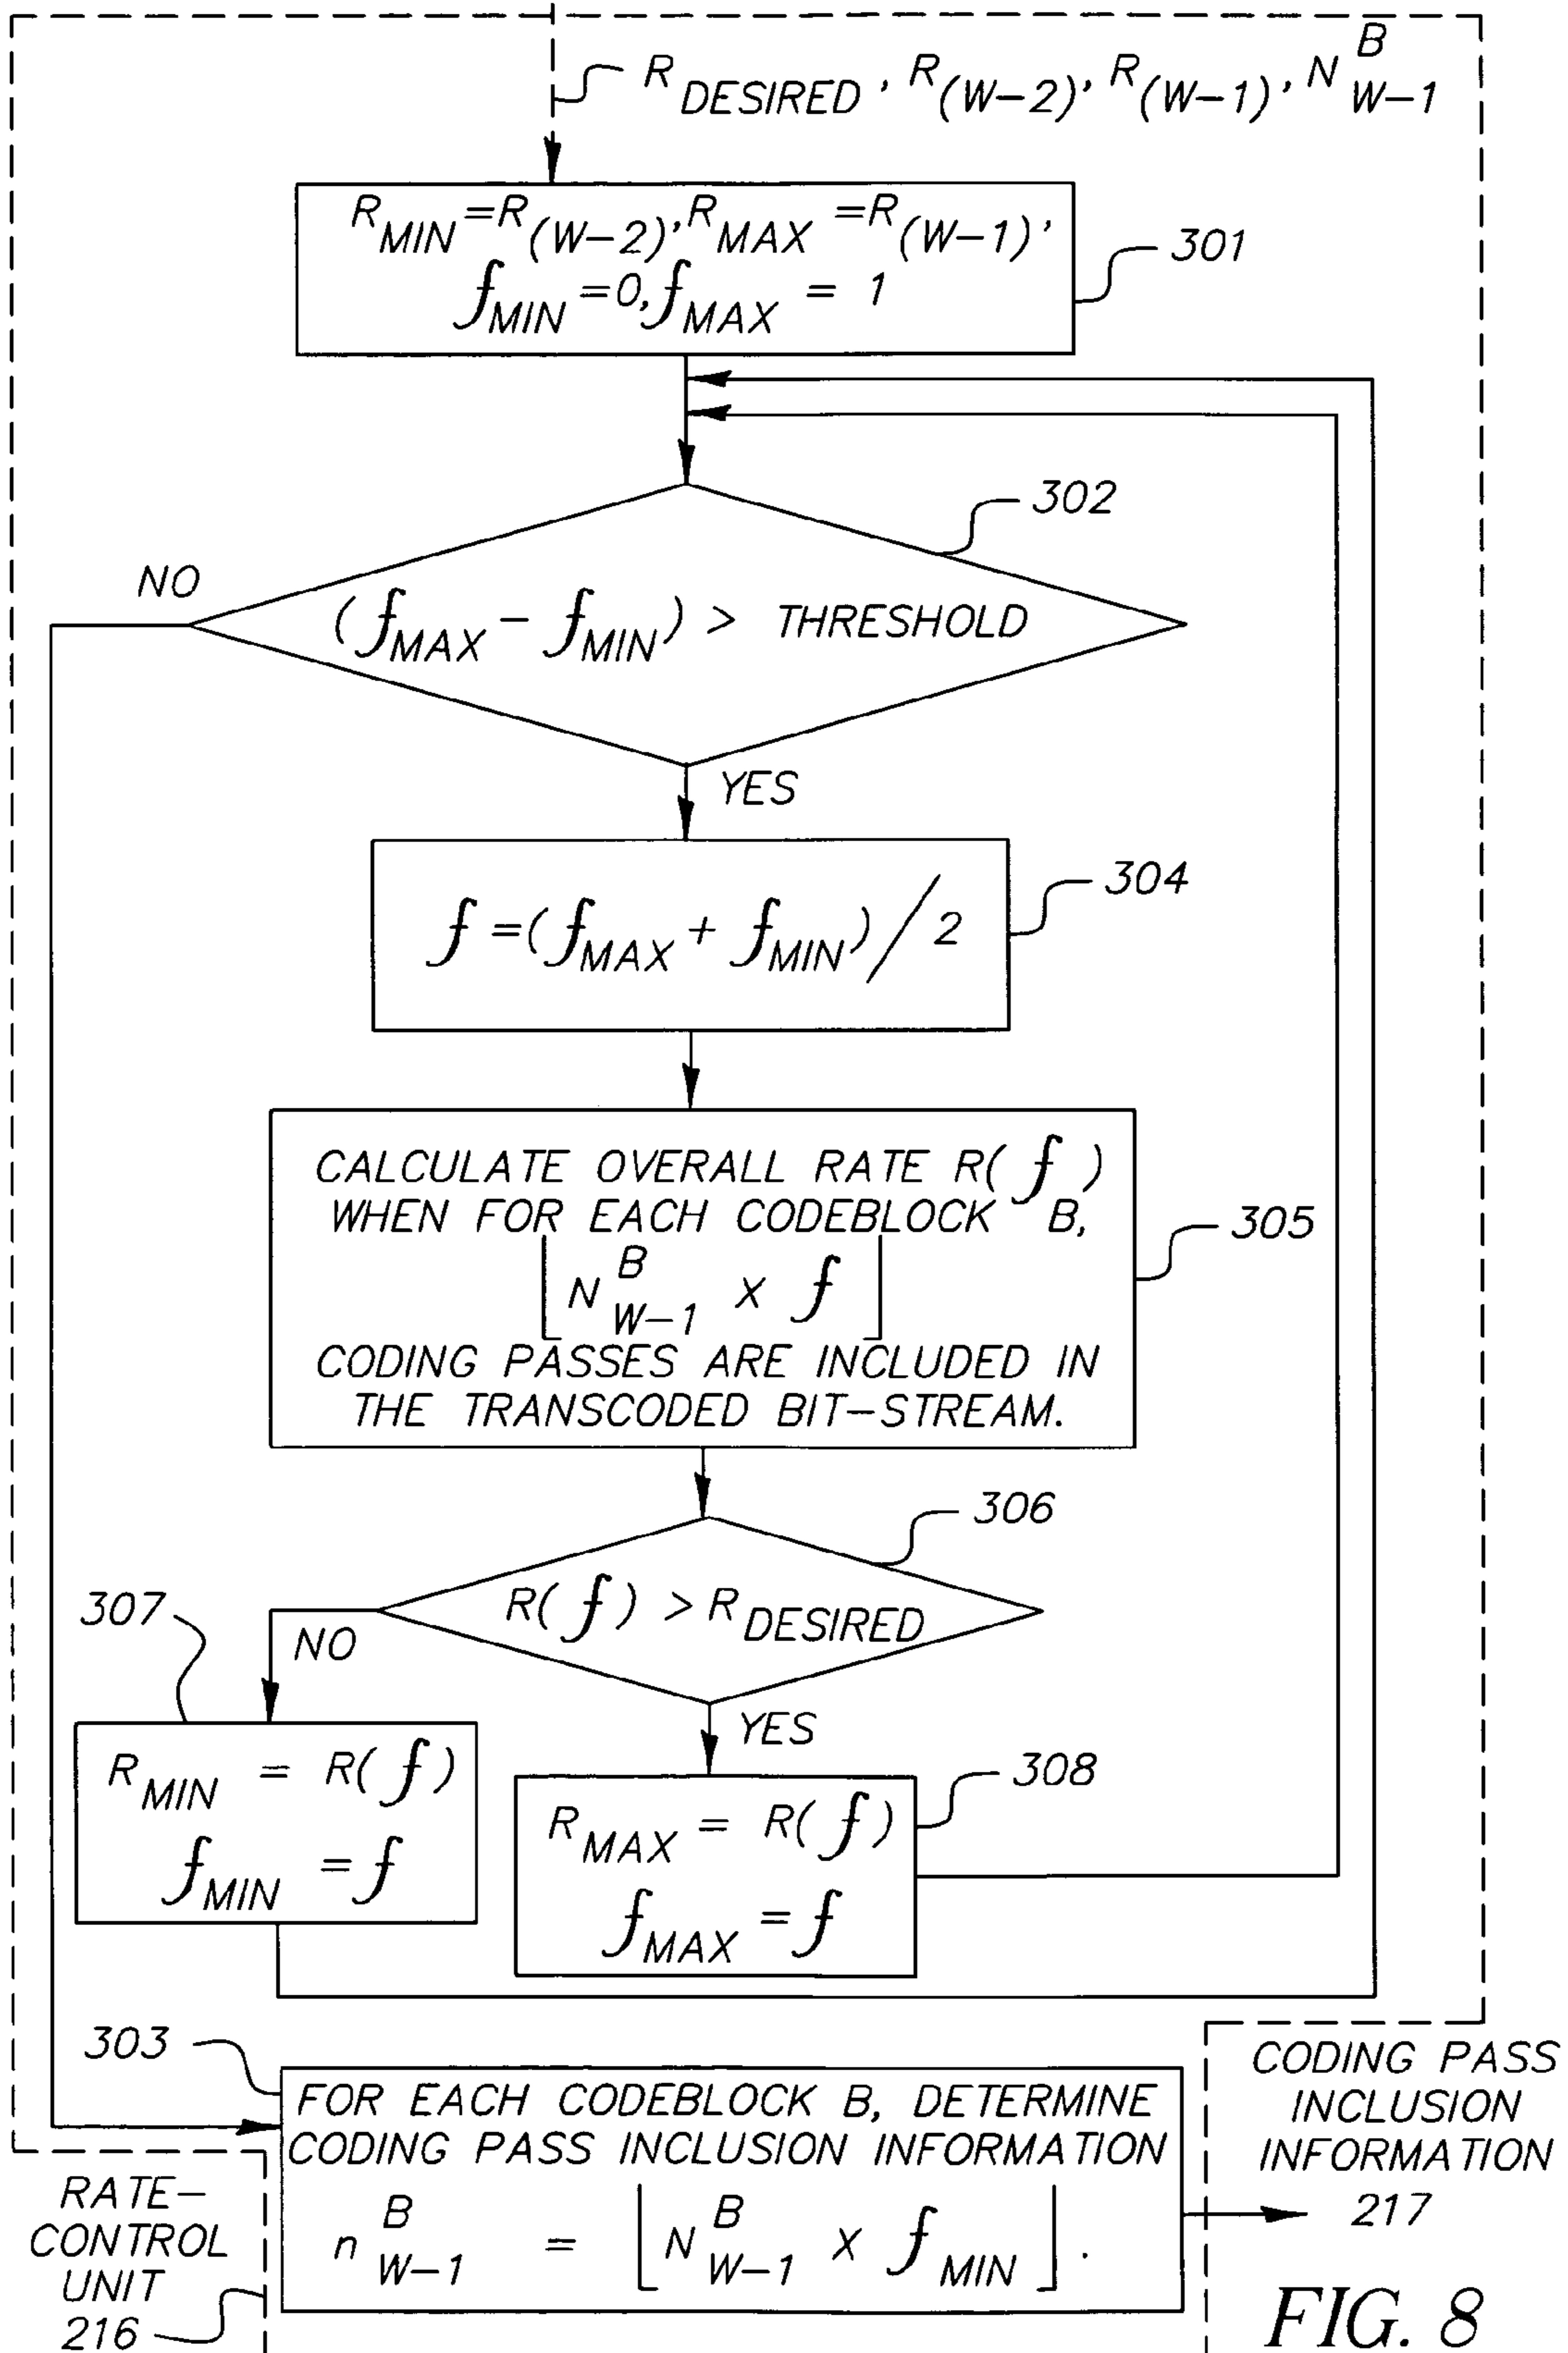 R DESIRED, R (W-2), R (W-1), N B W-1
R MIN = R (W-2), R MAX = R (W-1),
f MIN = 0, f MAX = 1
301
302
NO
(f MAX - f MIN) > THRESHOLD
YES
304
f = (f MAX + f MIN) / 2
CALCULATE OVERALL RATE R(f)
WHEN FOR EACH CODEBLOCK B,
⌊N B W-1 x f⌋
CODING PASSES ARE INCLUDED IN
THE TRANSCODED BIT-STREAM.
305
306
R(f) > R DESIRED
307
NO
YES
R MIN = R(f)
f MIN = f
308
R MAX = R(f)
f MAX = f
303
FOR EACH CODEBLOCK B, DETERMINE
CODING PASS INCLUSION INFORMATION
n B W-1 = ⌊N B W-1 x f MIN⌋.
CODING PASS
INCLUSION
INFORMATION
217
RATE-
CONTROL
UNIT
216
FIG. 8